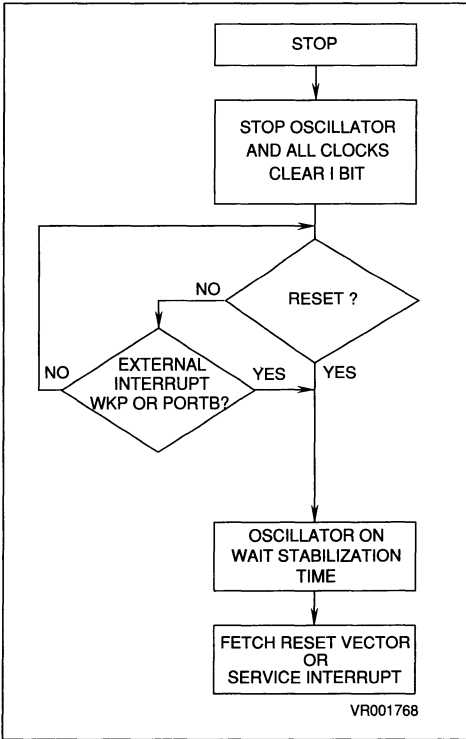 STOP
STOP OSCILLATOR
AND ALL CLOCKS
CLEAR I BIT
RESET ?
NO
YES
EXTERNAL
INTERRUPT
WKP OR PORTB?
NO
YES
OSCILLATOR ON
WAIT STABILIZATION
TIME
FETCH RESET VECTOR
OR
SERVICE INTERRUPT
VR001768